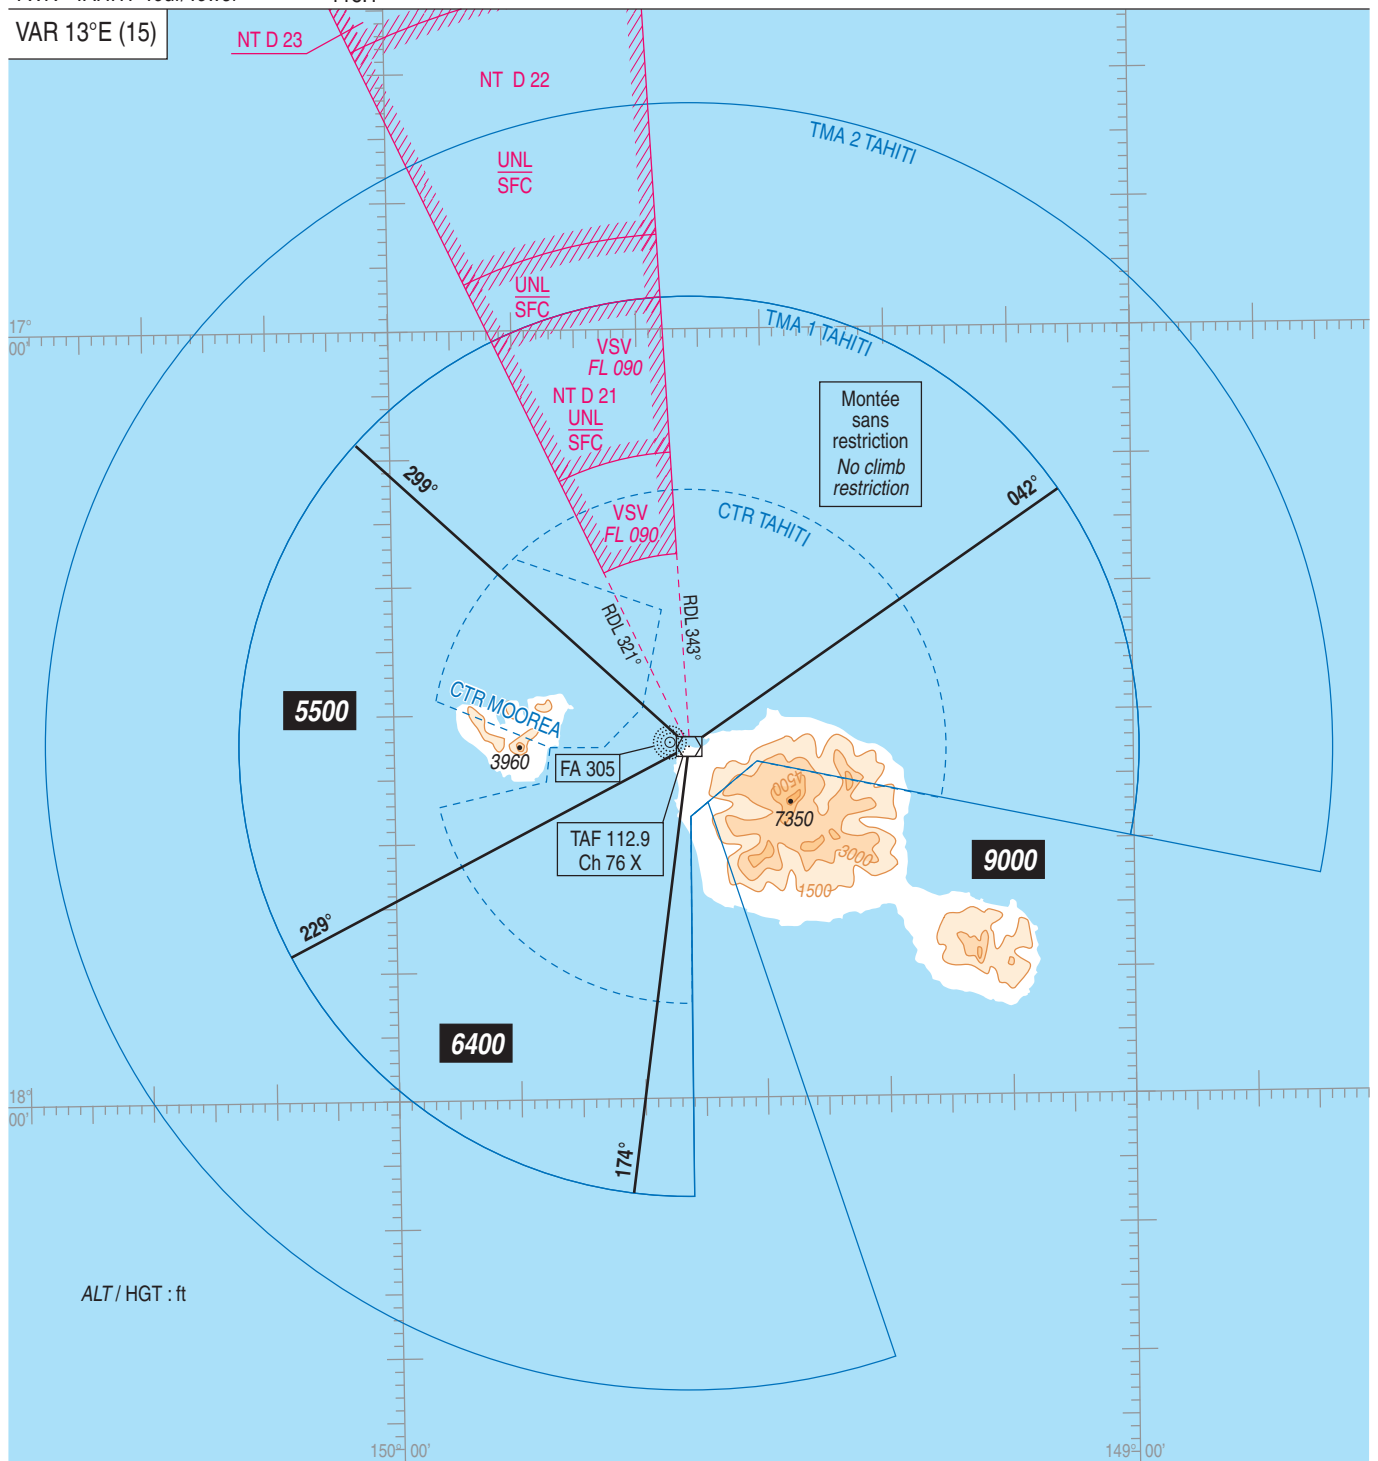 VAR 13°E (15)
NT D 23
NT D 22
TMA 2 TAHITI
UNL
SFC
UNL
SFC
17°
00'
TMA 1 TAHITI
VSV
FL 090
NT D 21
UNL
SFC
Montée
sans
restriction
No climb
restriction
299°
042°
VSV
FL 090
CTR TAHITI
RDL 321°
RDL 343°
5500
CTR MOOREA
3960
FA 305
4500
7350
TAF 112.9
Ch 76 X
3000
9000
1500
229°
6400
18°
00'
174°
ALT / HGT : ft
150° 00'
149° 00'